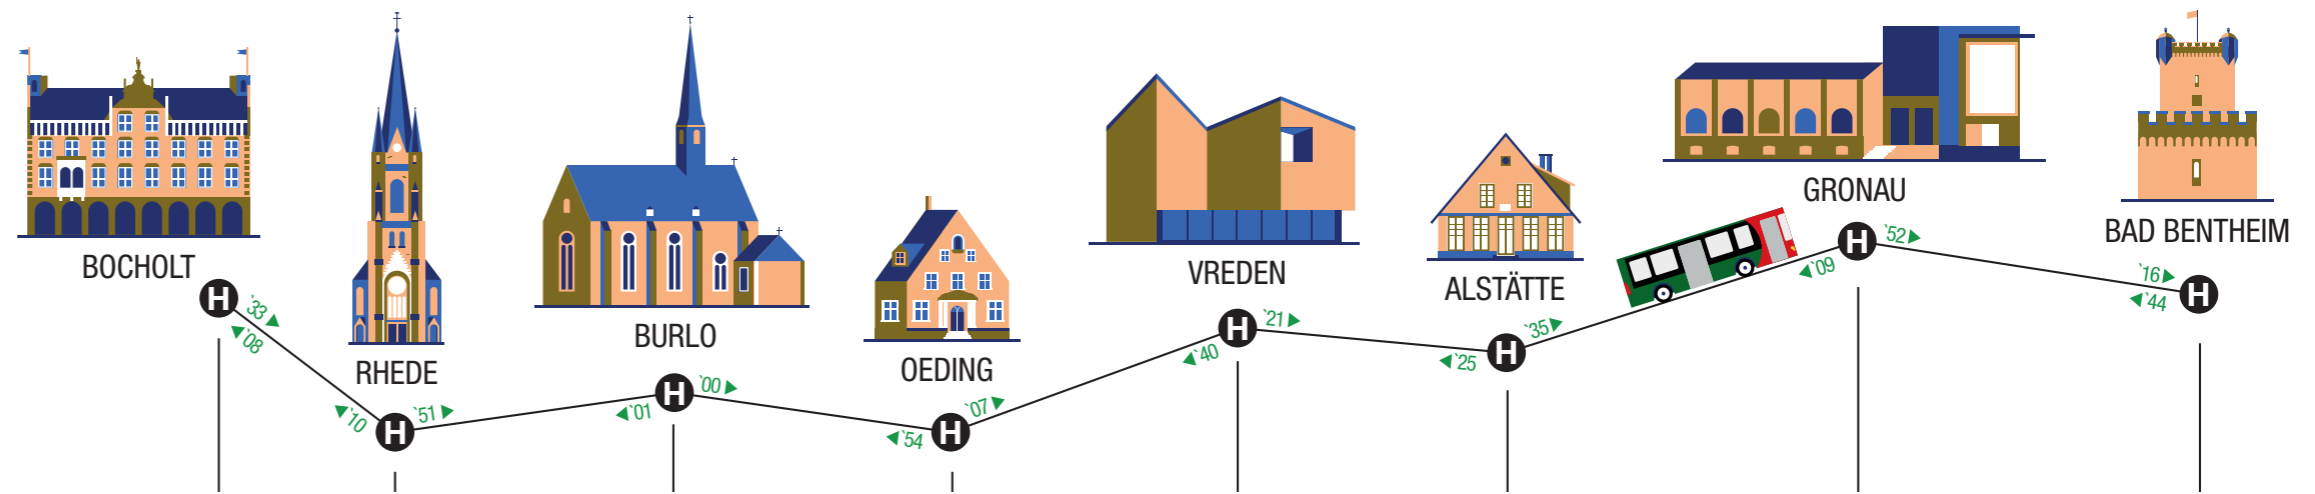 BOCHOLT
H
`33 ▶
◀ `08
RHEDE
◀ `10
H
`51 ▶
BURLO
◀ `01
H
`00 ▶
OEDING
◀ `54
H
`07 ▶
VREDEN
◀ `40
H
`21 ▶
ALSTÄTTE
◀ `25
H
`35 ▶
GRONAU
◀ `09
H
`52 ▶
BAD BENTHEIM
`16 ▶
◀ `44
H